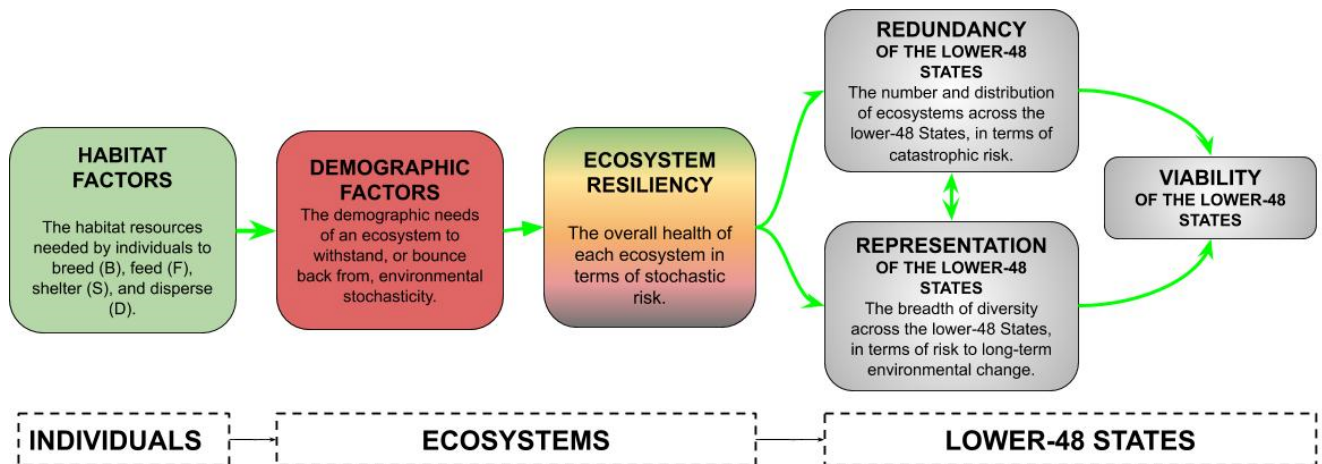 HABITAT
FACTORS
The habitat resources
needed by individuals to
breed (B), feed (F),
shelter (S), and disperse
(D).
DEMOGRAPHIC
FACTORS
The demographic needs
of an ecosystem to
withstand, or bounce
back from, environmental
stochasticity.
ECOSYSTEM
RESILIENCY
The overall health of
each ecosystem in
terms of stochastic
risk.
REDUNDANCY
OF THE LOWER-48
STATES
The number and distribution
of ecosystems across the
lower-48 States, in terms of
catastrophic risk.
REPRESENTATION
OF THE LOWER-48
STATES
The breadth of diversity
across the lower-48 States,
in terms of risk to long-term
environmental change.
VIABILITY
OF THE LOWER-48
STATES
INDIVIDUALS
ECOSYSTEMS
LOWER-48 STATES